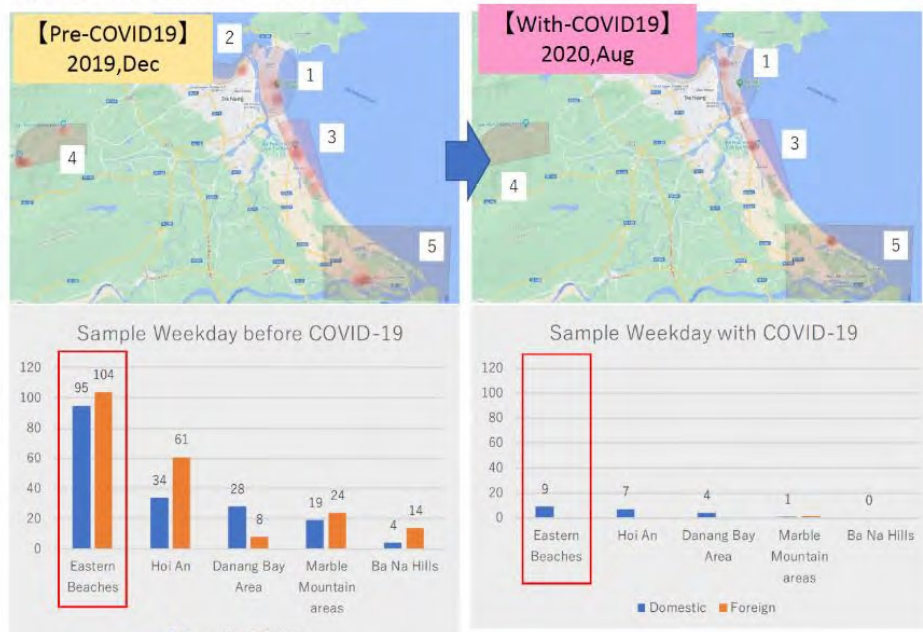 【Pre-COVID19】
2019,Dec
2
1
3
4
5
【With-COVID19】
2020,Aug
1
3
4
5
Sample Weekday before COVID-19
120
100
80
60
40
20
0
95
104
34
61
28
8
19
24
4
14
Eastern
Beaches
Hoi An
Danang Bay
Area
Marble
Mountain
areas
Ba Na Hills
Sample Weekday with COVID-19
120
100
80
60
40
20
0
9
7
4
1
0
Eastern
Beaches
Hoi An
Danang Bay
Area
Marble
Mountain
areas
Ba Na Hills
Domestic
Foreign